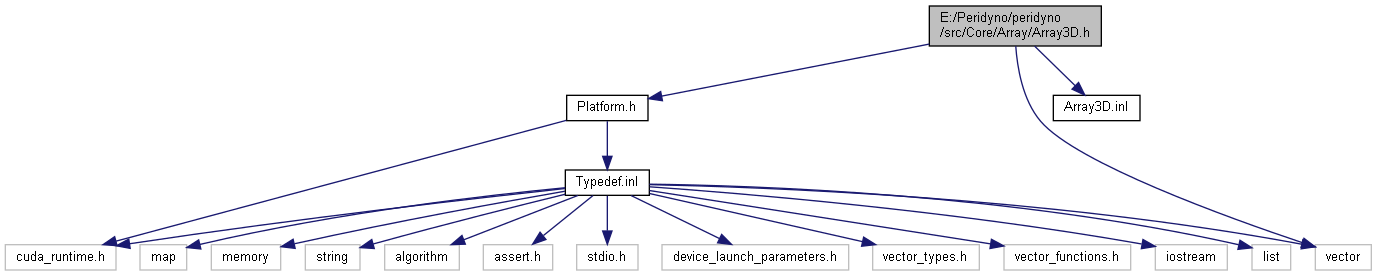 E:/Peridyno/peridyno
/src/Core/Array/Array3D.h
Platform.h
Array3D.inl
Typedef.inl
cuda_runtime.h
map
memory
string
algorithm
assert.h
stdio.h
device_launch_parameters.h
vector_types.h
vector_functions.h
iostream
list
vector